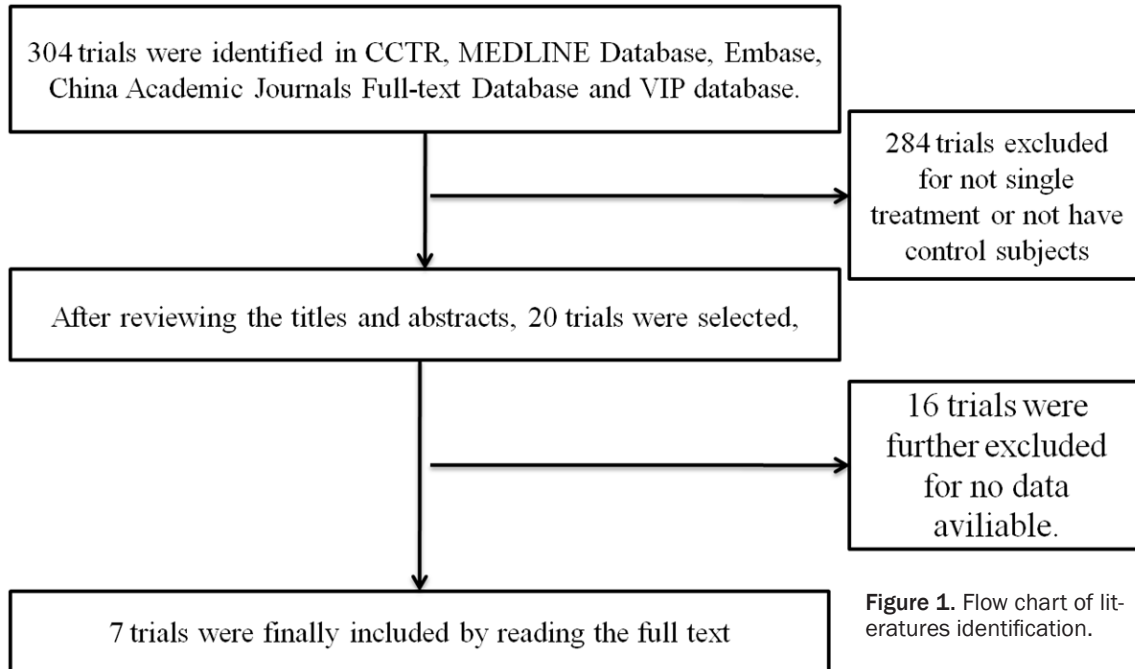 304 trials were identified in CCTR, MEDLINE Database, Embase,
China Academic Journals Full-text Database and VIP database.
284 trials excluded
for not single
treatment or not have
control subjects
After reviewing the titles and abstracts, 20 trials were selected,
16 trials were
further excluded
for no data
aviliable.
7 trials were finally included by reading the full text
Figure 1. Flow chart of lit-
eratures identification.